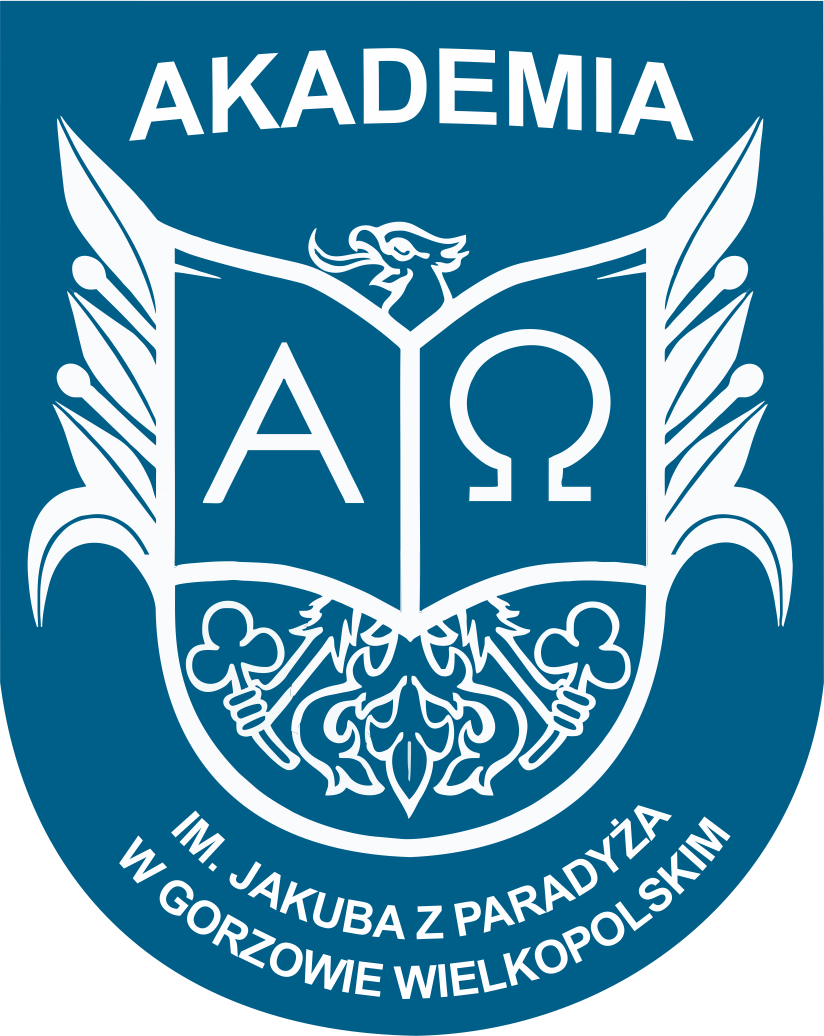 AKADEMIA
Α Ω
IM. JAKUBA Z PARADYŻA
W GORZOWIE WIELKOPOLSKIM